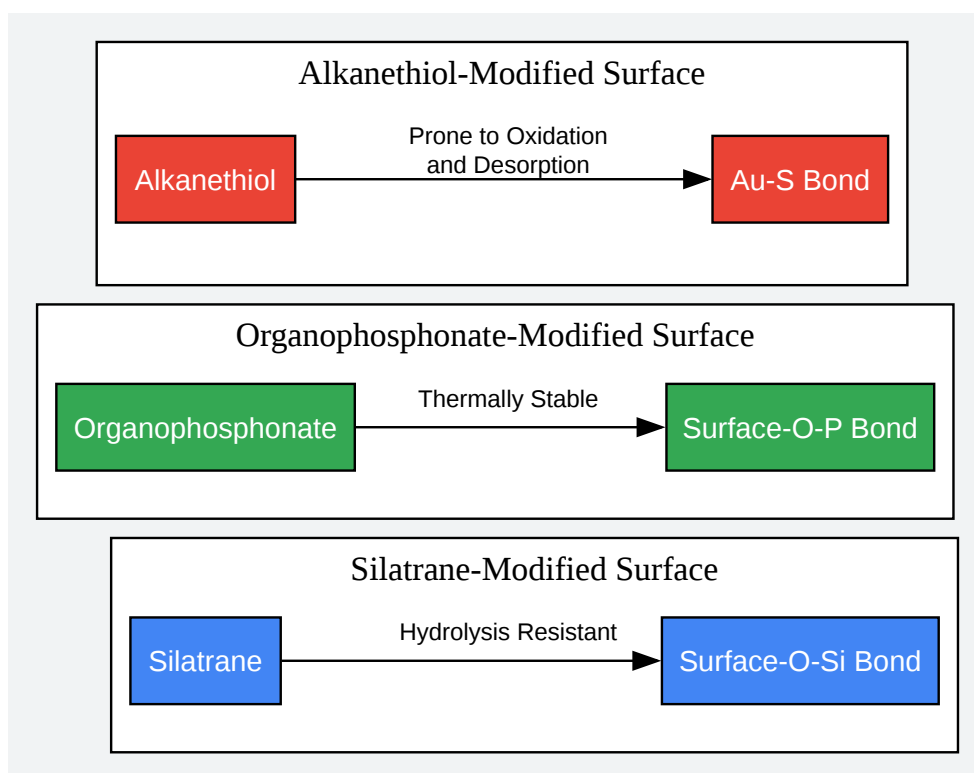 Alkanethiol-Modified Surface
Prone to Oxidation
and Desorption
Alkanethiol
Au-S Bond
Organophosphonate-Modified Surface
Thermally Stable
Organophosphonate
Surface-O-P Bond
Silatrane-Modified Surface
Hydrolysis Resistant
Silatrane
Surface-O-Si Bond